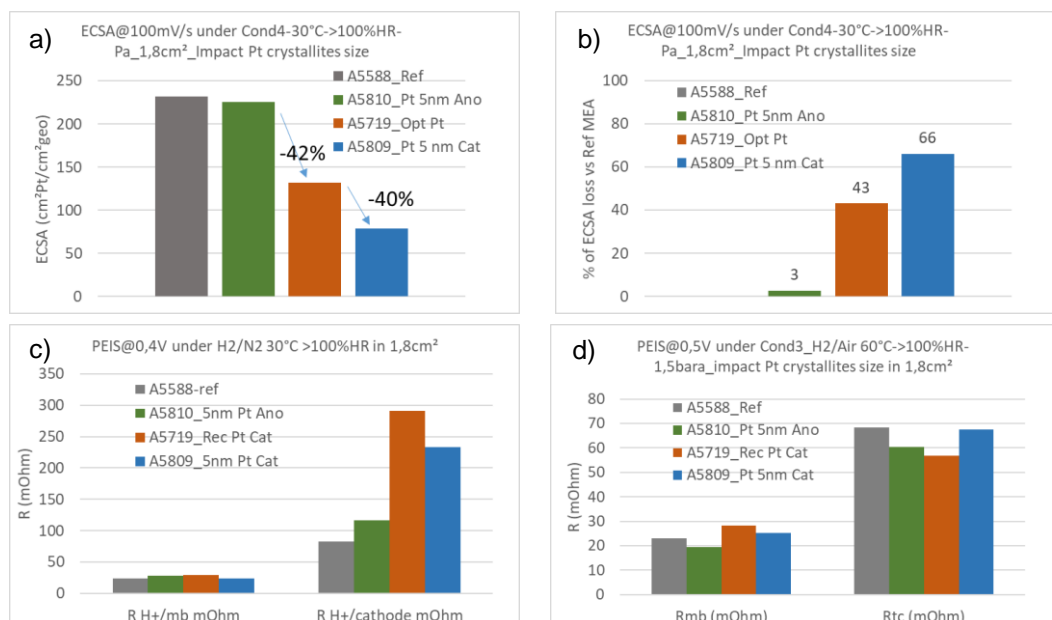 a)
ECSA@100mV/s under Cond4-30°C->100%HR-
Pa_1,8cm²_Impact Pt crystallites size
ECSA (cm²Pt/cm²geo)
250
200
150
100
50
0
A5588_Ref
A5810_Pt 5nm Ano
A5719_Opt Pt
A5809_Pt 5 nm Cat
-42%
-40%
b)
ECSA@100mV/s under Cond4-30°C->100%HR-
Pa_1,8cm²_Impact Pt crystallites size
% of ECSA loss vs Ref MEA
100
80
60
40
20
0
A5588_Ref
A5810_Pt 5nm Ano
A5719_Opt Pt
A5809_Pt 5 nm Cat
3
43
66
c)
PEIS@0,4V under H2/N2 30°C >100%HR in 1,8cm²
R (mOhm)
350
300
250
200
150
100
50
0
A5588-ref
A5810_5nm Pt Ano
A5719_Rec Pt Cat
A5809_5nm Pt Cat
R H+/mb mOhm
R H+/cathode mOhm
d)
PEIS@0,5V under Cond3_H2/Air 60°C->100%HR-
1,5bara_impact Pt crystallites size in 1,8cm²
R (mOhm)
80
70
60
50
40
30
20
10
0
A5588_Ref
A5810_Pt 5nm Ano
A5719_Rec Pt Cat
A5809_Pt 5nm Cat
Rmb (mOhm)
Rtc (mOhm)